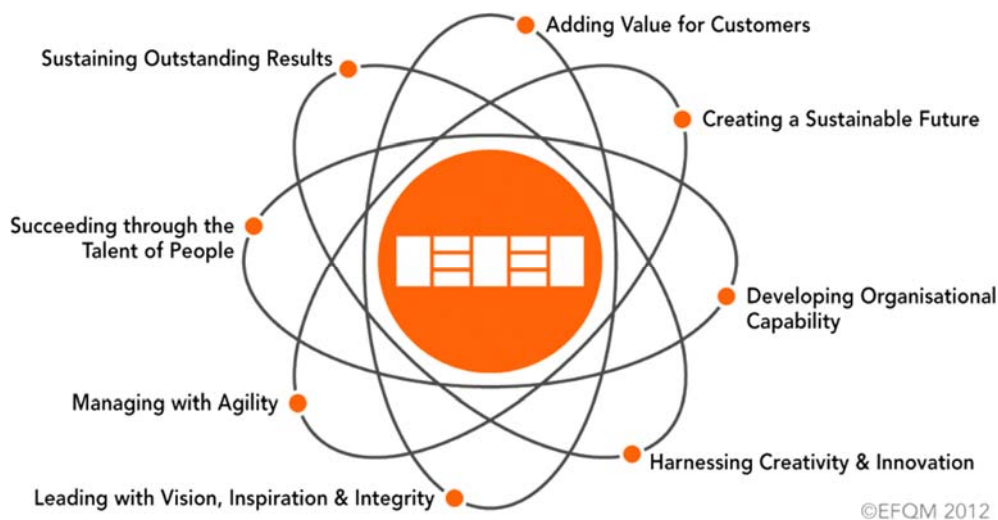 Adding Value for Customers
Sustaining Outstanding Results
Creating a Sustainable Future
Succeeding through the
Talent of People
Developing Organisational
Capability
Managing with Agility
Harnessing Creativity & Innovation
Leading with Vision, Inspiration & Integrity
©EFQM 2012